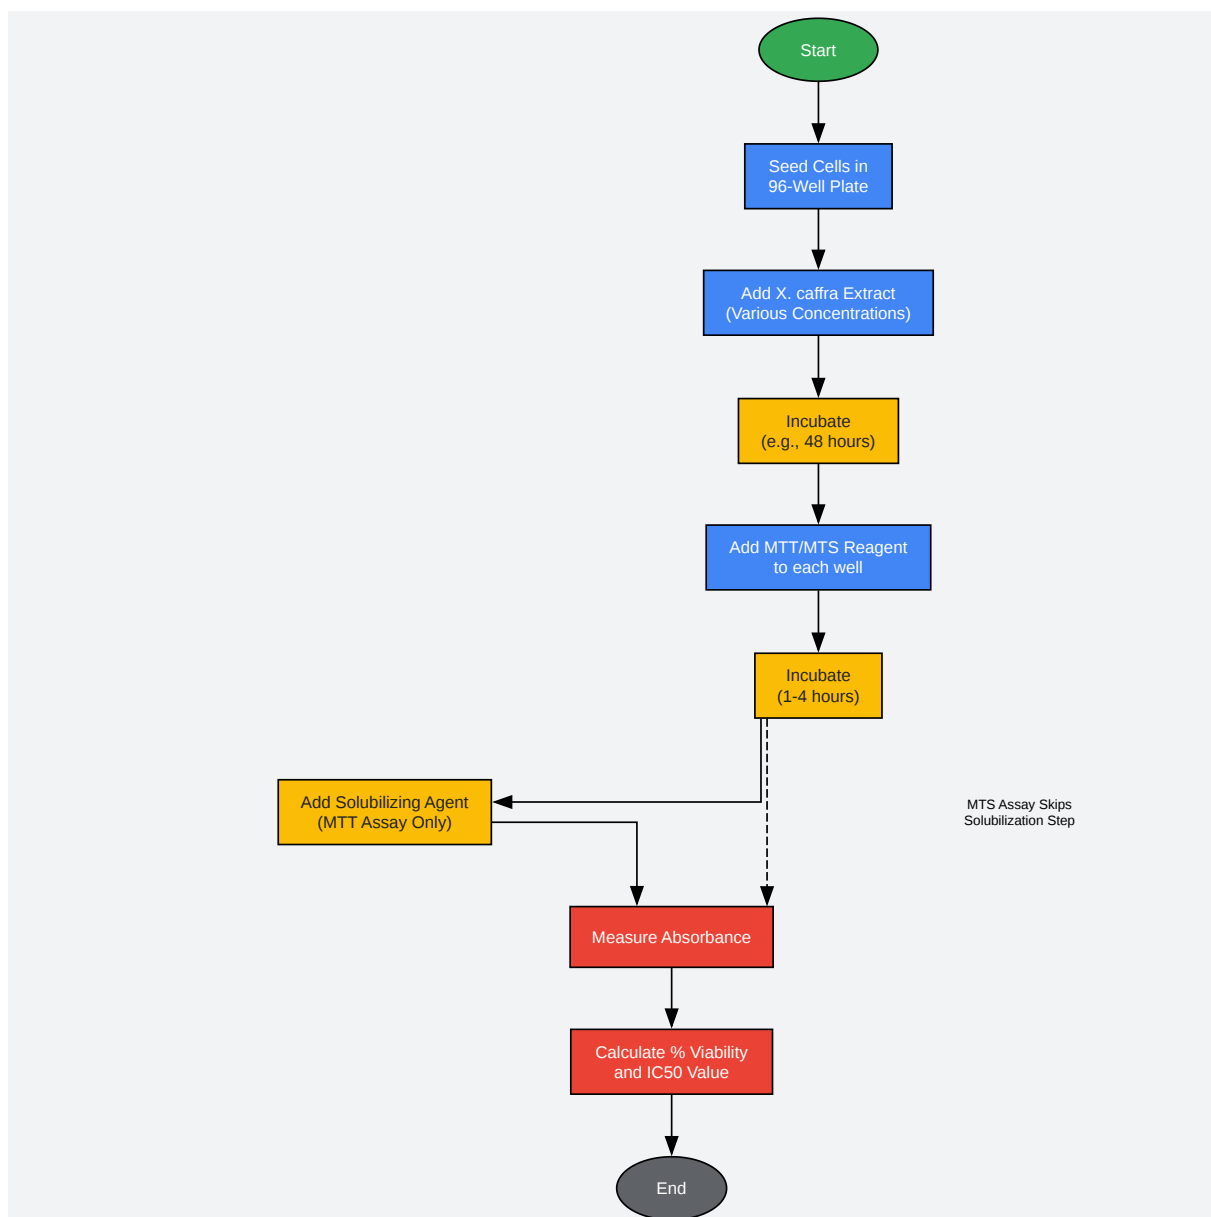 Start
Seed Cells in
96-Well Plate
Add X. caffra Extract
(Various Concentrations)
Incubate
(e.g., 48 hours)
Add MTT/MTS Reagent
to each well
Incubate
(1-4 hours)
Add Solubilizing Agent
(MTT Assay Only)
MTS Assay Skips
Solubilization Step
Measure Absorbance
Calculate % Viability
and IC50 Value
End